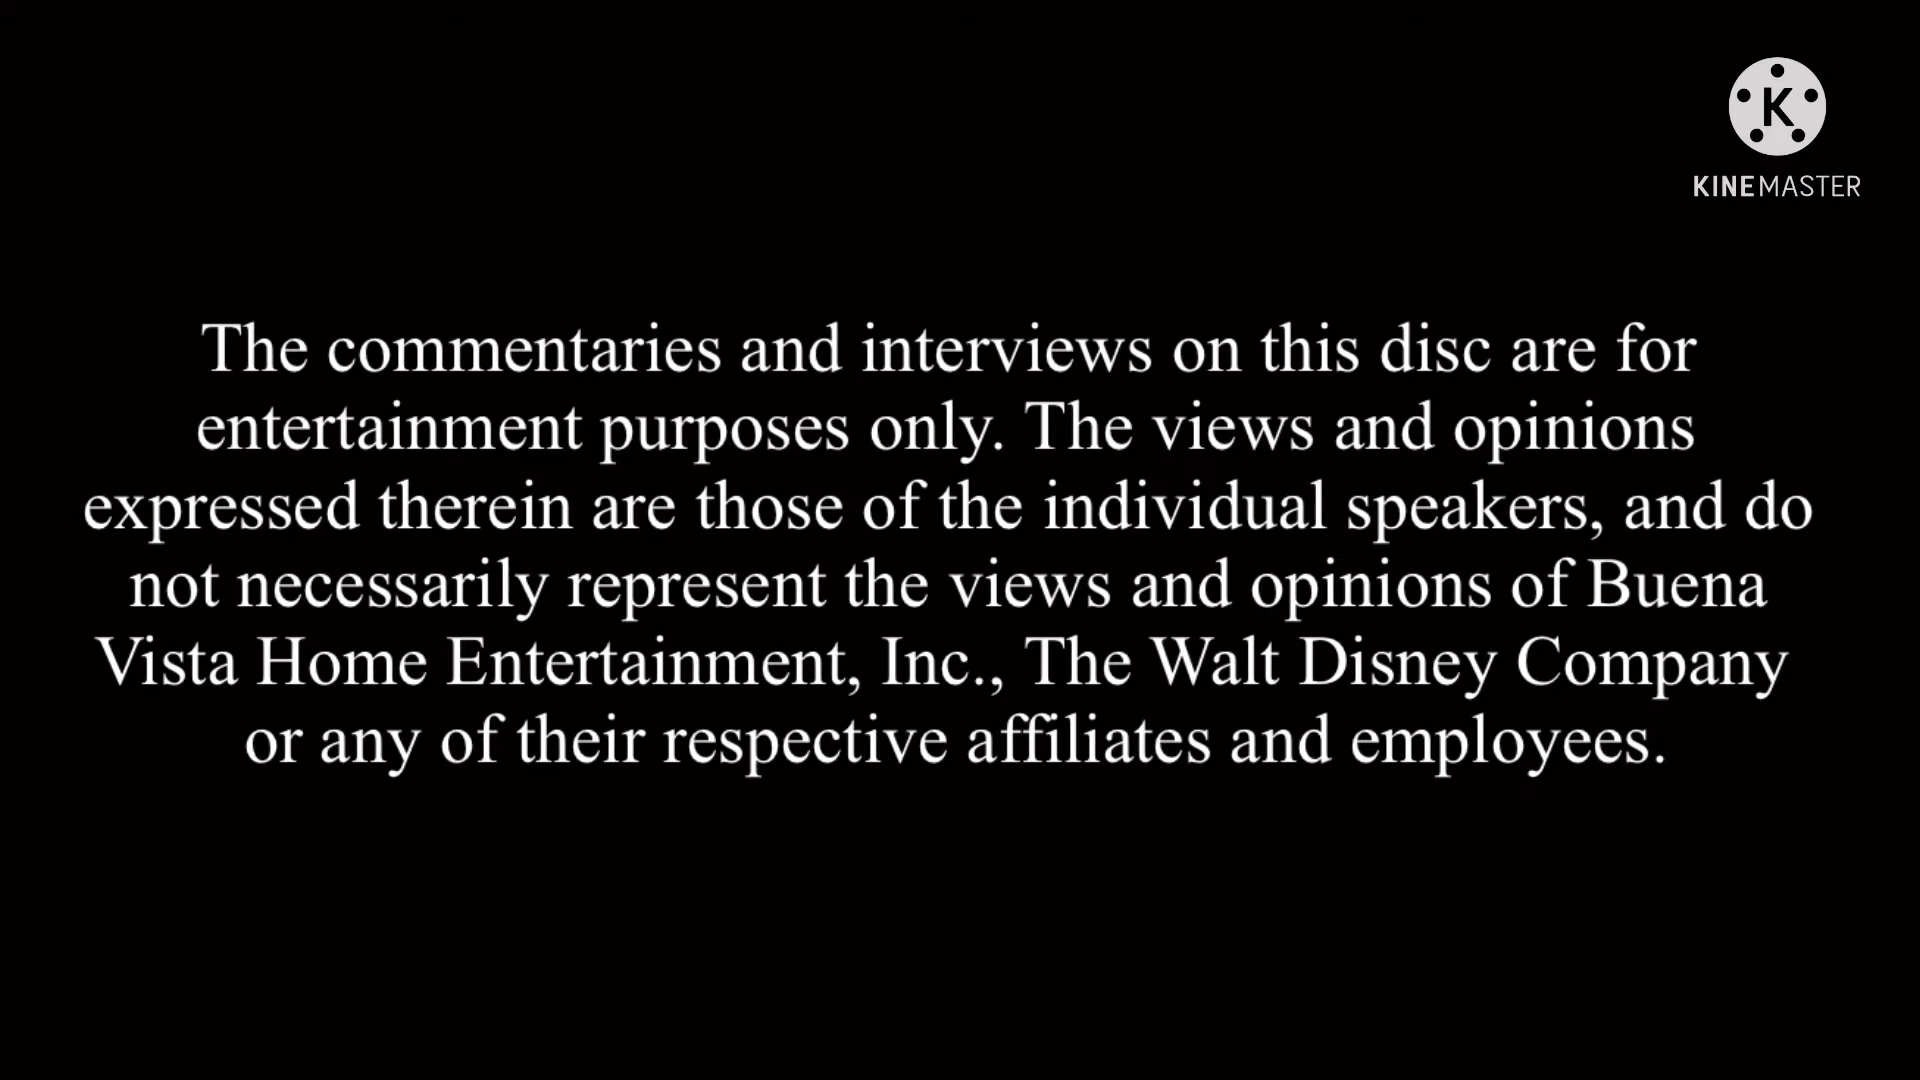 K
KINEMASTER
The commentaries and interviews on this disc are for
entertainment purposes only. The views and opinions
expressed therein are those of the individual speakers, and do
not necessarily represent the views and opinions of Buena
Vista Home Entertainment, Inc., The Walt Disney Company
or any of their respective affiliates and employees.